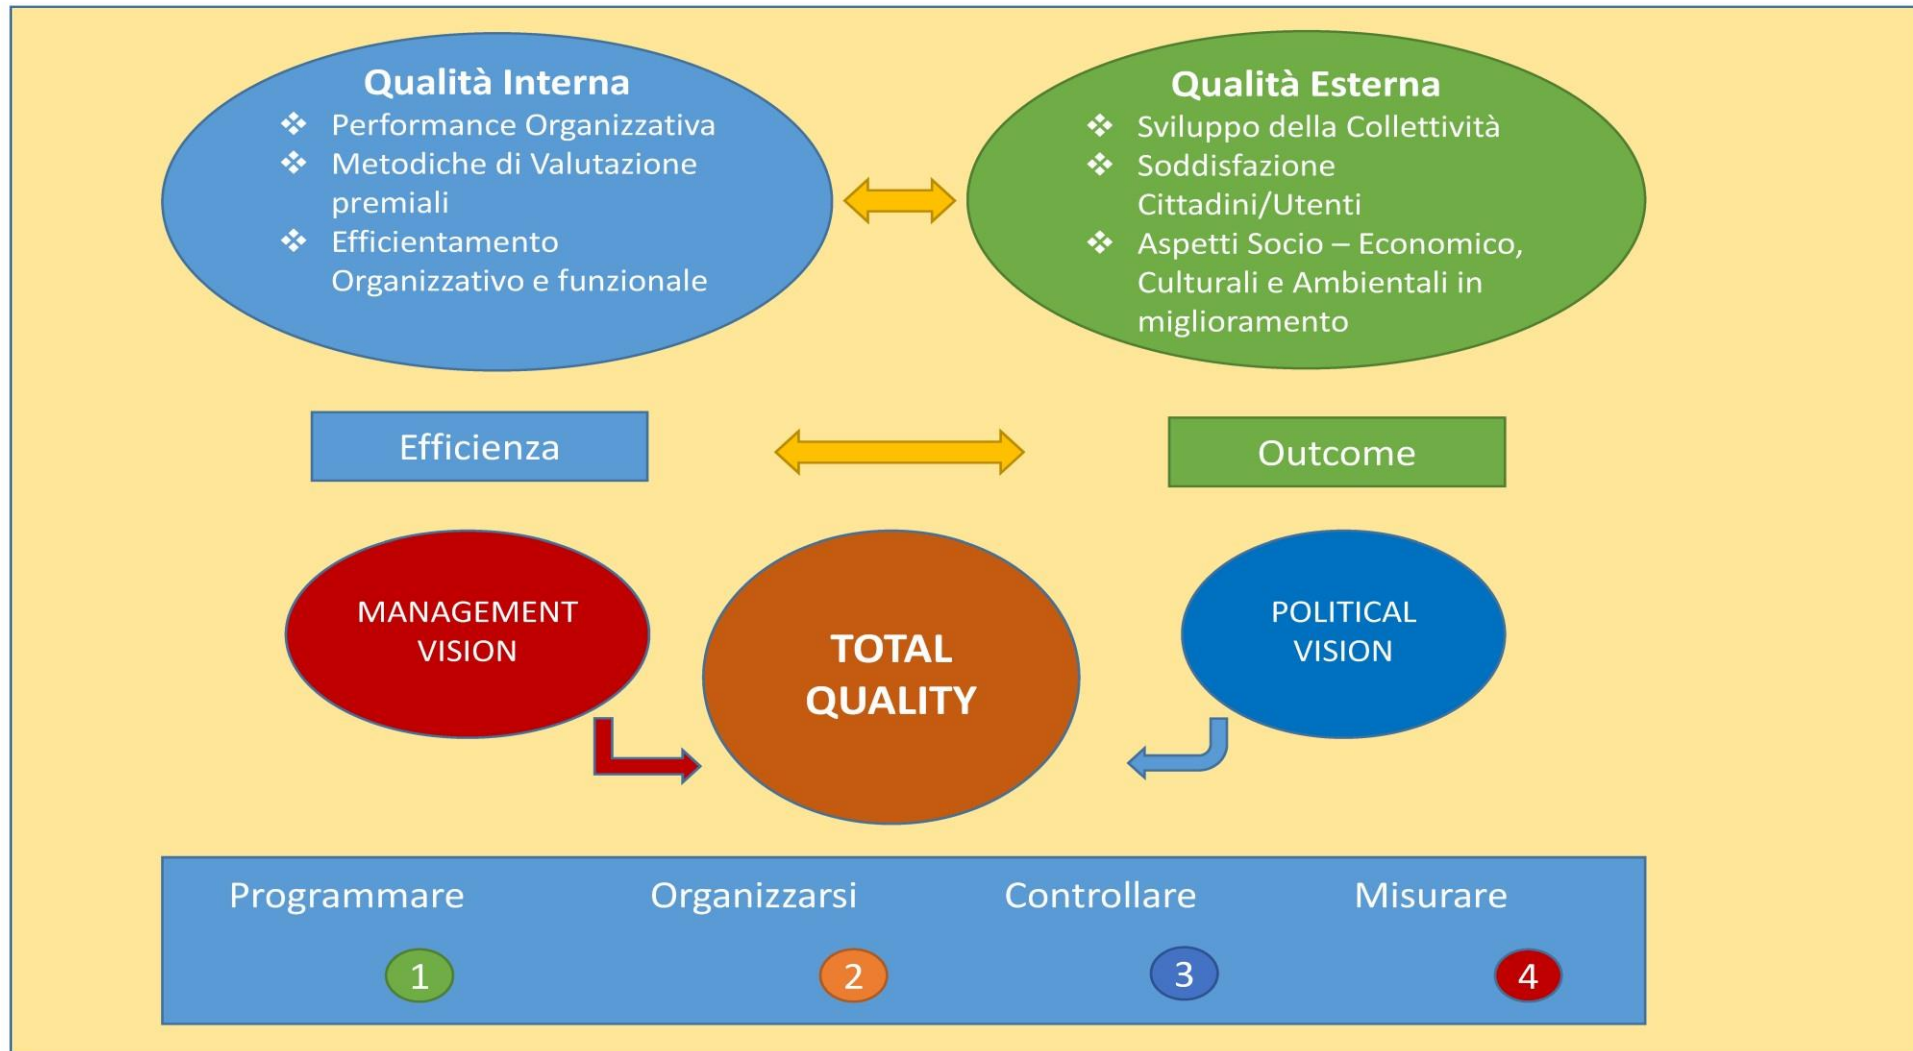 Qualità Interna
❖ Performance Organizzativa
❖ Metodiche di Valutazione
premiali
❖ Efficientamento
Organizzativo e funzionale
Qualità Esterna
❖ Sviluppo della Collettività
❖ Soddisfazione
Cittadini/Utenti
❖ Aspetti Socio – Economico,
Culturali e Ambientali in
miglioramento
Efficienza
Outcome
MANAGEMENT
VISION
TOTAL
QUALITY
POLITICAL
VISION
Programmare
Organizzarsi
Controllare
Misurare
1
2
3
4